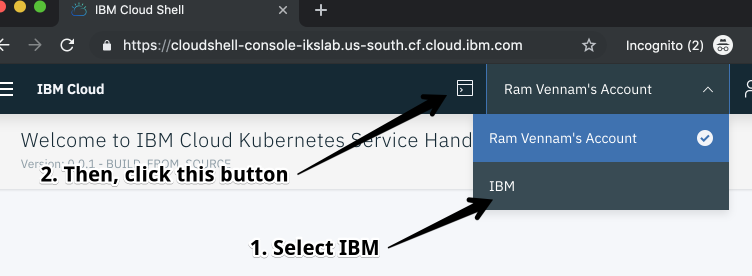 IBM Cloud Shell
https://cloudshell-console-ikslab.us-south.cf.cloud.ibm.com
Incognito (2)
IBM Cloud
Ram Vennam's Account
Welcome to IBM Cloud Kubernetes Service Hand
Ram Vennam's Account
Version: 0.0.1 - BUILD_FROM_SOURCE
2. Then, click this button
IBM
1. Select IBM